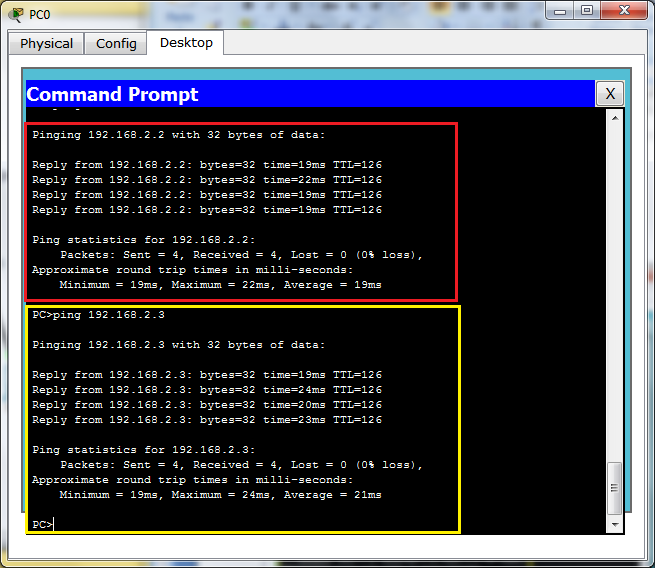 PC0
Physical Config Desktop
Command Prompt X
Pinging 192.168.2.2 with 32 bytes of data:
Reply from 192.168.2.2: bytes=32 time=19ms TTL=126
Reply from 192.168.2.2: bytes=32 time=22ms TTL=126
Reply from 192.168.2.2: bytes=32 time=19ms TTL=126
Reply from 192.168.2.2: bytes=32 time=19ms TTL=126
Ping statistics for 192.168.2.2:
Packets: Sent = 4, Received = 4, Lost = 0 (0% loss),
Approximate round trip times in milli-seconds:
Minimum = 19ms, Maximum = 22ms, Average = 19ms
PC>ping 192.168.2.3
Pinging 192.168.2.3 with 32 bytes of data:
Reply from 192.168.2.3: bytes=32 time=19ms TTL=126
Reply from 192.168.2.3: bytes=32 time=24ms TTL=126
Reply from 192.168.2.3: bytes=32 time=20ms TTL=126
Reply from 192.168.2.3: bytes=32 time=23ms TTL=126
Ping statistics for 192.168.2.3:
Packets: Sent = 4, Received = 4, Lost = 0 (0% loss),
Approximate round trip times in milli-seconds:
Minimum = 19ms, Maximum = 24ms, Average = 21ms
PC>